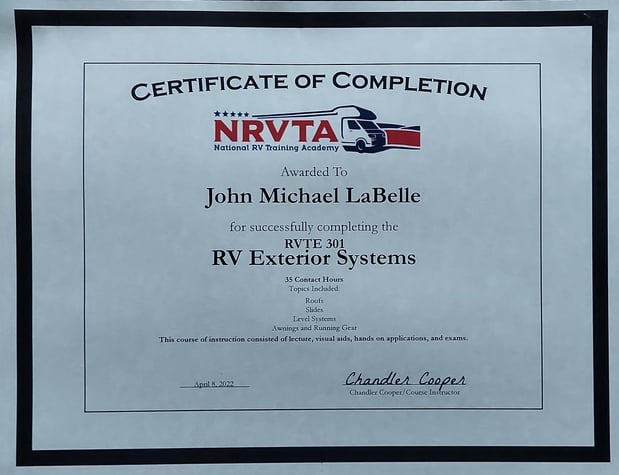 CERTIFICATE OF COMPLETION
NRVTA
National RV Training Academy
Awarded To
John Michael LaBelle
for successfully completing the
RVTE 301
RV Exterior Systems
35 Contact Hours
Topics Included:
Roofs
Slides
Level Systems
Awnings and Running Gear
This course of instruction consisted of lecture, visual aids, hands on applications, and exams.
April 8, 2022
Chandler Cooper
Chandler Cooper/Course Instructor